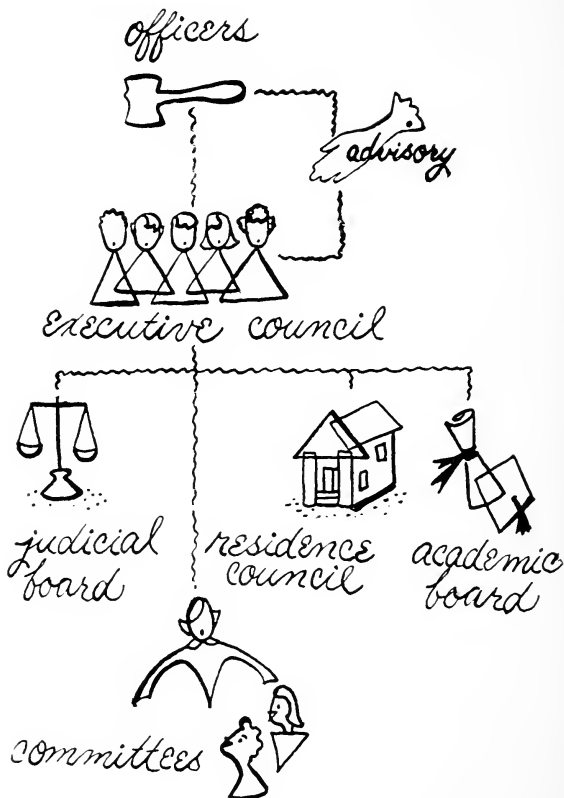 officers
advisory
executive council
judicial
board
residence
council
academic
board
committees